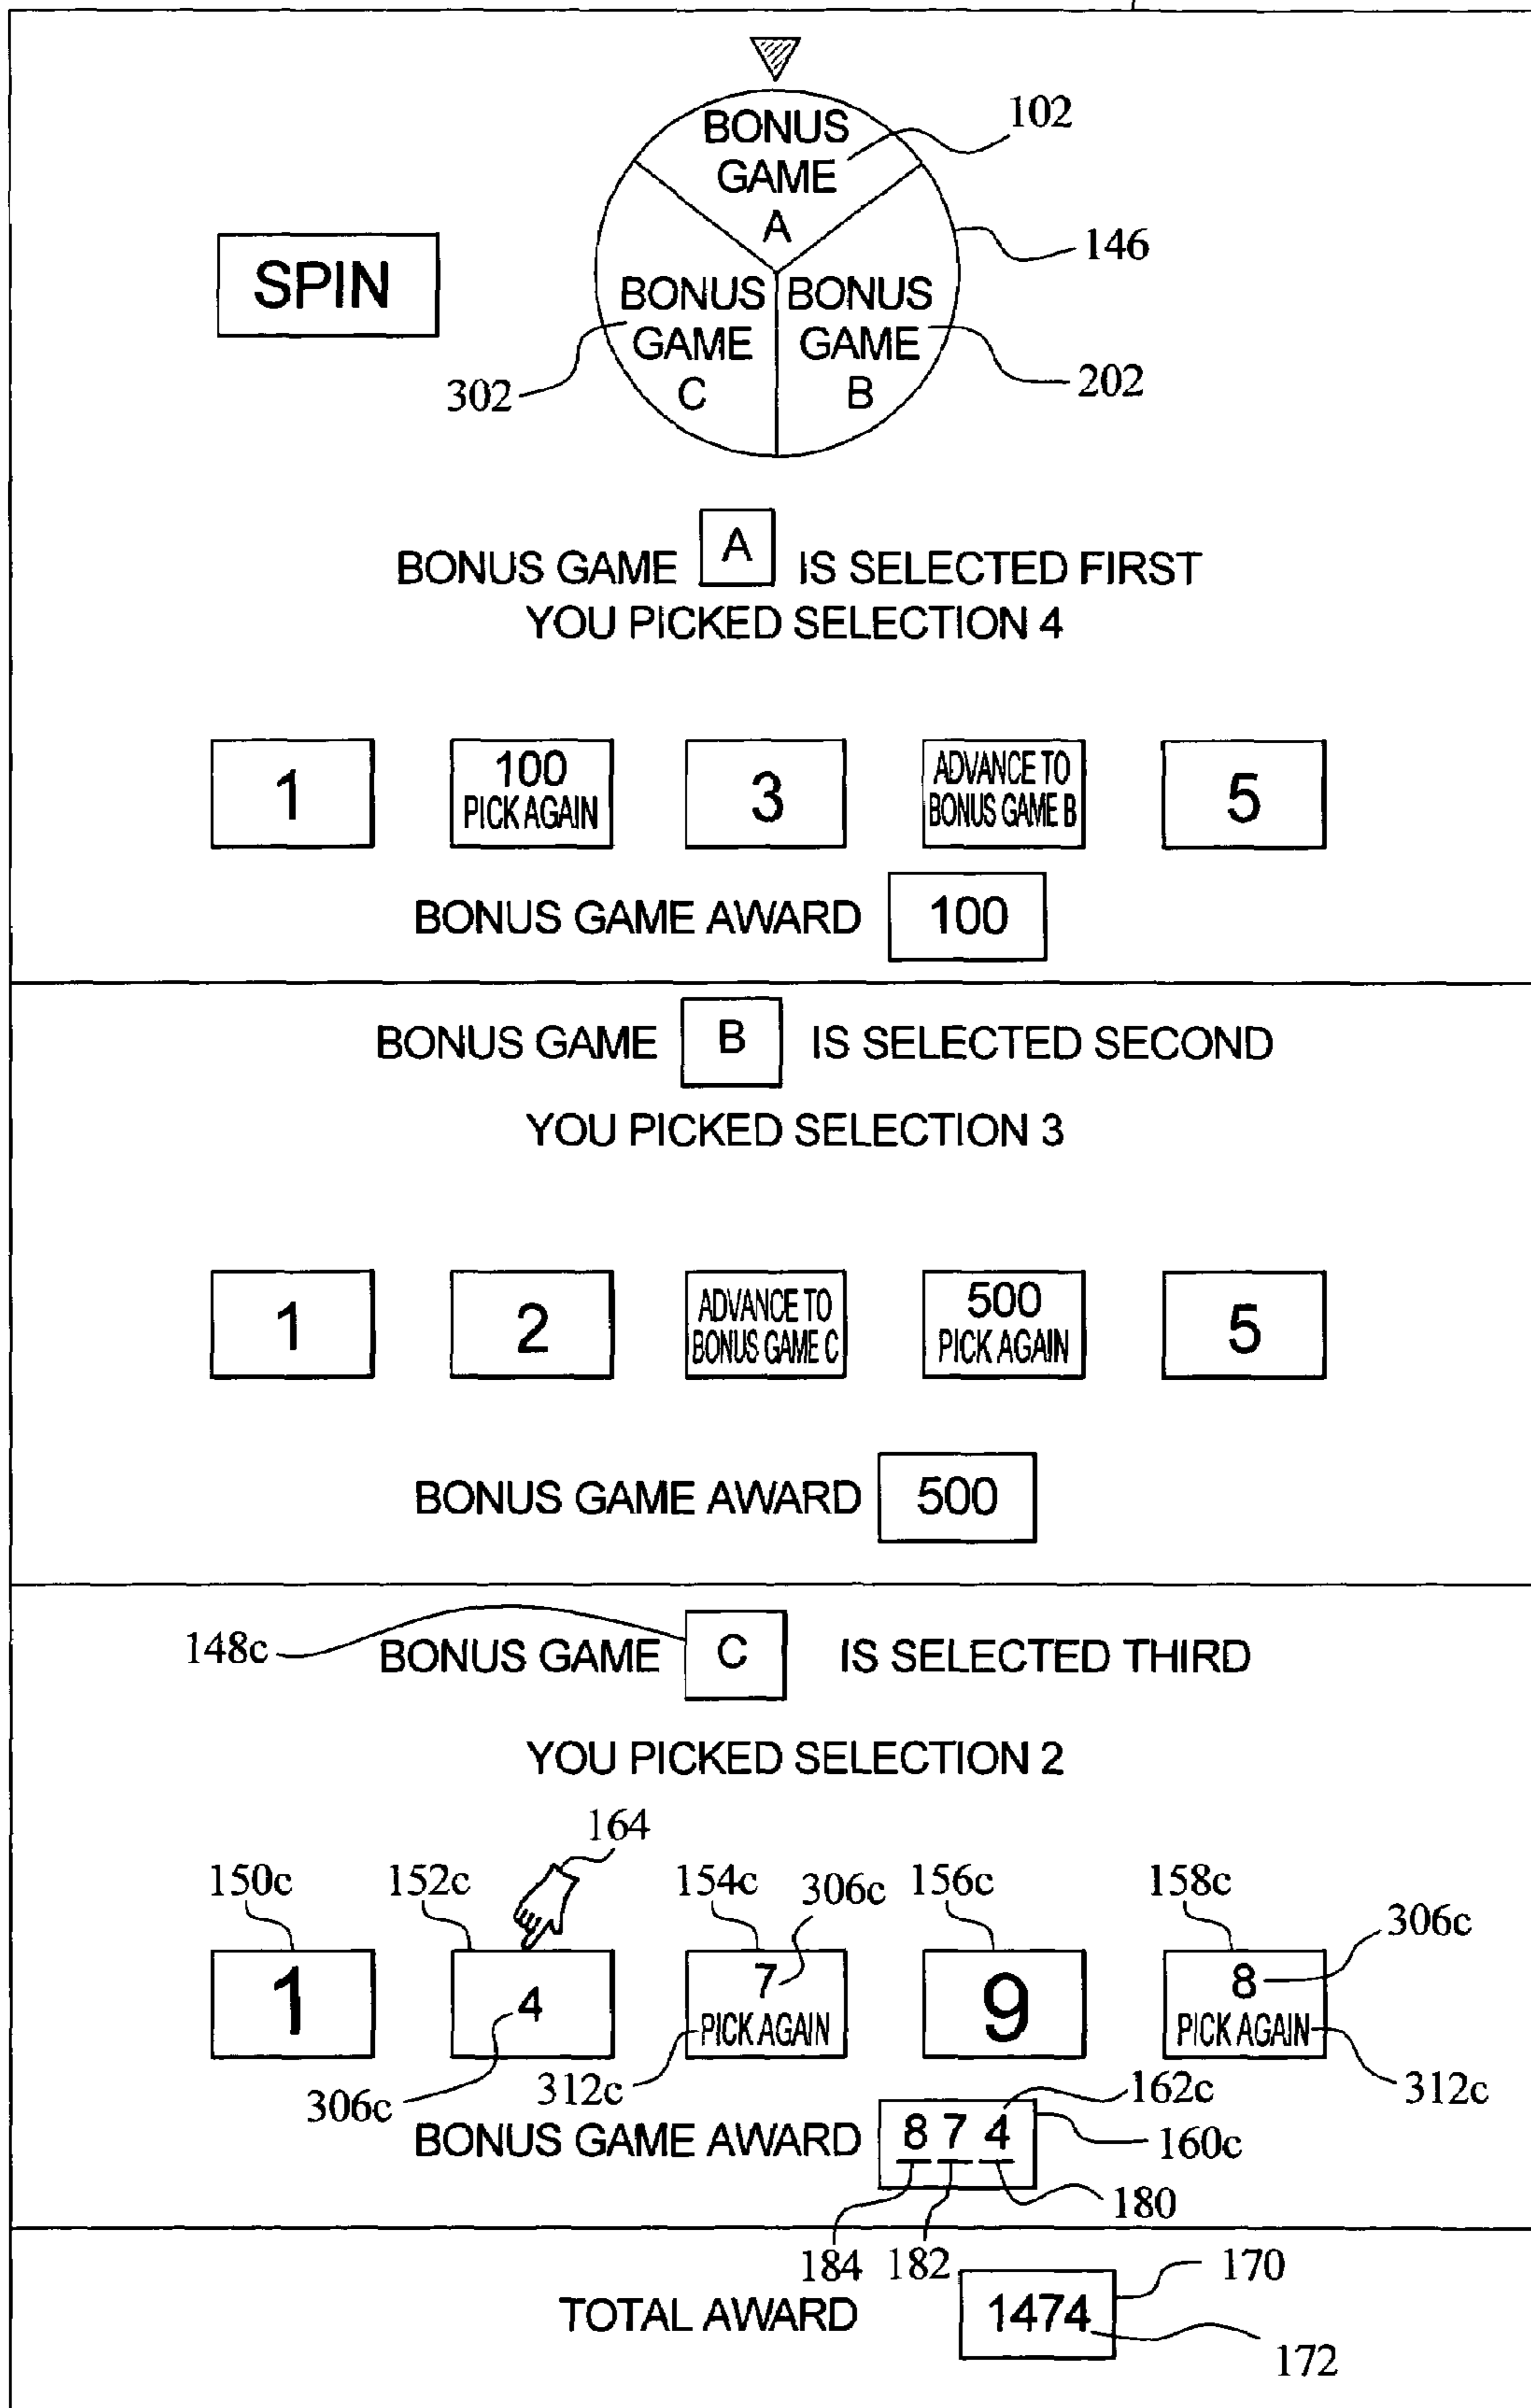 BONUS
GAME
A
102
146
SPIN
BONUS
GAME
C
BONUS
GAME
B
302
202
BONUS GAME A IS SELECTED FIRST
YOU PICKED SELECTION 4
1
100
PICK AGAIN
3
ADVANCE TO
BONUS GAME B
5
BONUS GAME AWARD 100
BONUS GAME B IS SELECTED SECOND
YOU PICKED SELECTION 3
1
2
ADVANCE TO
BONUS GAME C
500
PICK AGAIN
5
BONUS GAME AWARD 500
148c BONUS GAME C IS SELECTED THIRD
YOU PICKED SELECTION 2
164
150c 152c 154c 306c 156c 158c 306c
1
4
7
PICK AGAIN
9
8
PICK AGAIN
306c 312c 162c 312c
BONUS GAME AWARD 8 7 4 160c
180
184 182 170
TOTAL AWARD 1474
172